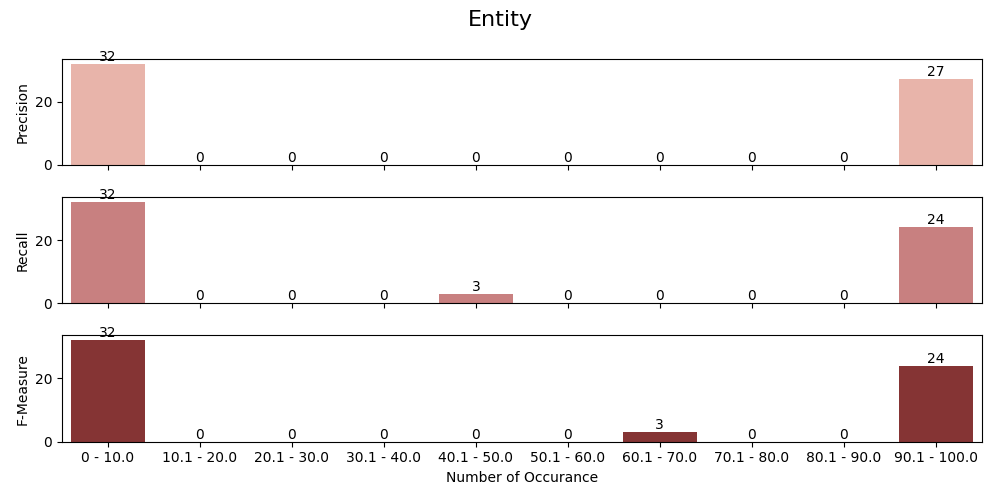 Entity
Precision
20
0
32 0 0 0 0 0 0 0 0 27
Recall
20
0
32 0 0 0 3 0 0 0 0 24
F-Measure
20
0
32 0 0 0 0 0 3 0 0 24
0 - 10.0 10.1 - 20.0 20.1 - 30.0 30.1 - 40.0 40.1 - 50.0 50.1 - 60.0 60.1 - 70.0 70.1 - 80.0 80.1 - 90.0 90.1 - 100.0
Number of Occurance